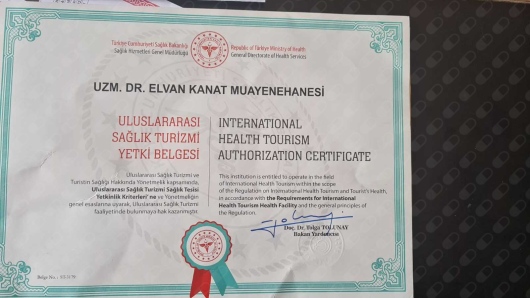 Türkiye Cumhuriyeti Sağlık Bakanlığı
Sağlık Hizmetleri Genel Müdürlüğü
Republic of Türkiye Ministry of Health
General Directorate of Health Services
UZM. DR. ELVAN KANAT MUAYENEHANESİ
ULUSLARARASI
SAĞLIK TURİZMİ
YETKİ BELGESİ
INTERNATIONAL
HEALTH TOURISM
AUTHORIZATION CERTIFICATE
Uluslararası Sağlık Turizmi ve
Turistin Sağlığı Hakkında Yönetmelik kapsamında,
Uluslararası Sağlık Turizmi Sağlık Tesisi
Yetkinlik Kriterleri' ne ve Yönetmeliğin
genel esaslarına uyarak, Uluslararası Sağlık Turizmi
faaliyetinde bulunmaya hak kazanmıştır.
This institution is entitled to operate in the field
of International Health Tourism within the scope
of the Regulation on International Health Tourism and Tourist's Health,
in accordance with the Requirements for International
Health Tourism Health Facility and the general principles of
the Regulation.
Doç. Dr. Tolga TOLUNAY
Bakan Yardımcısı
Belge No.: